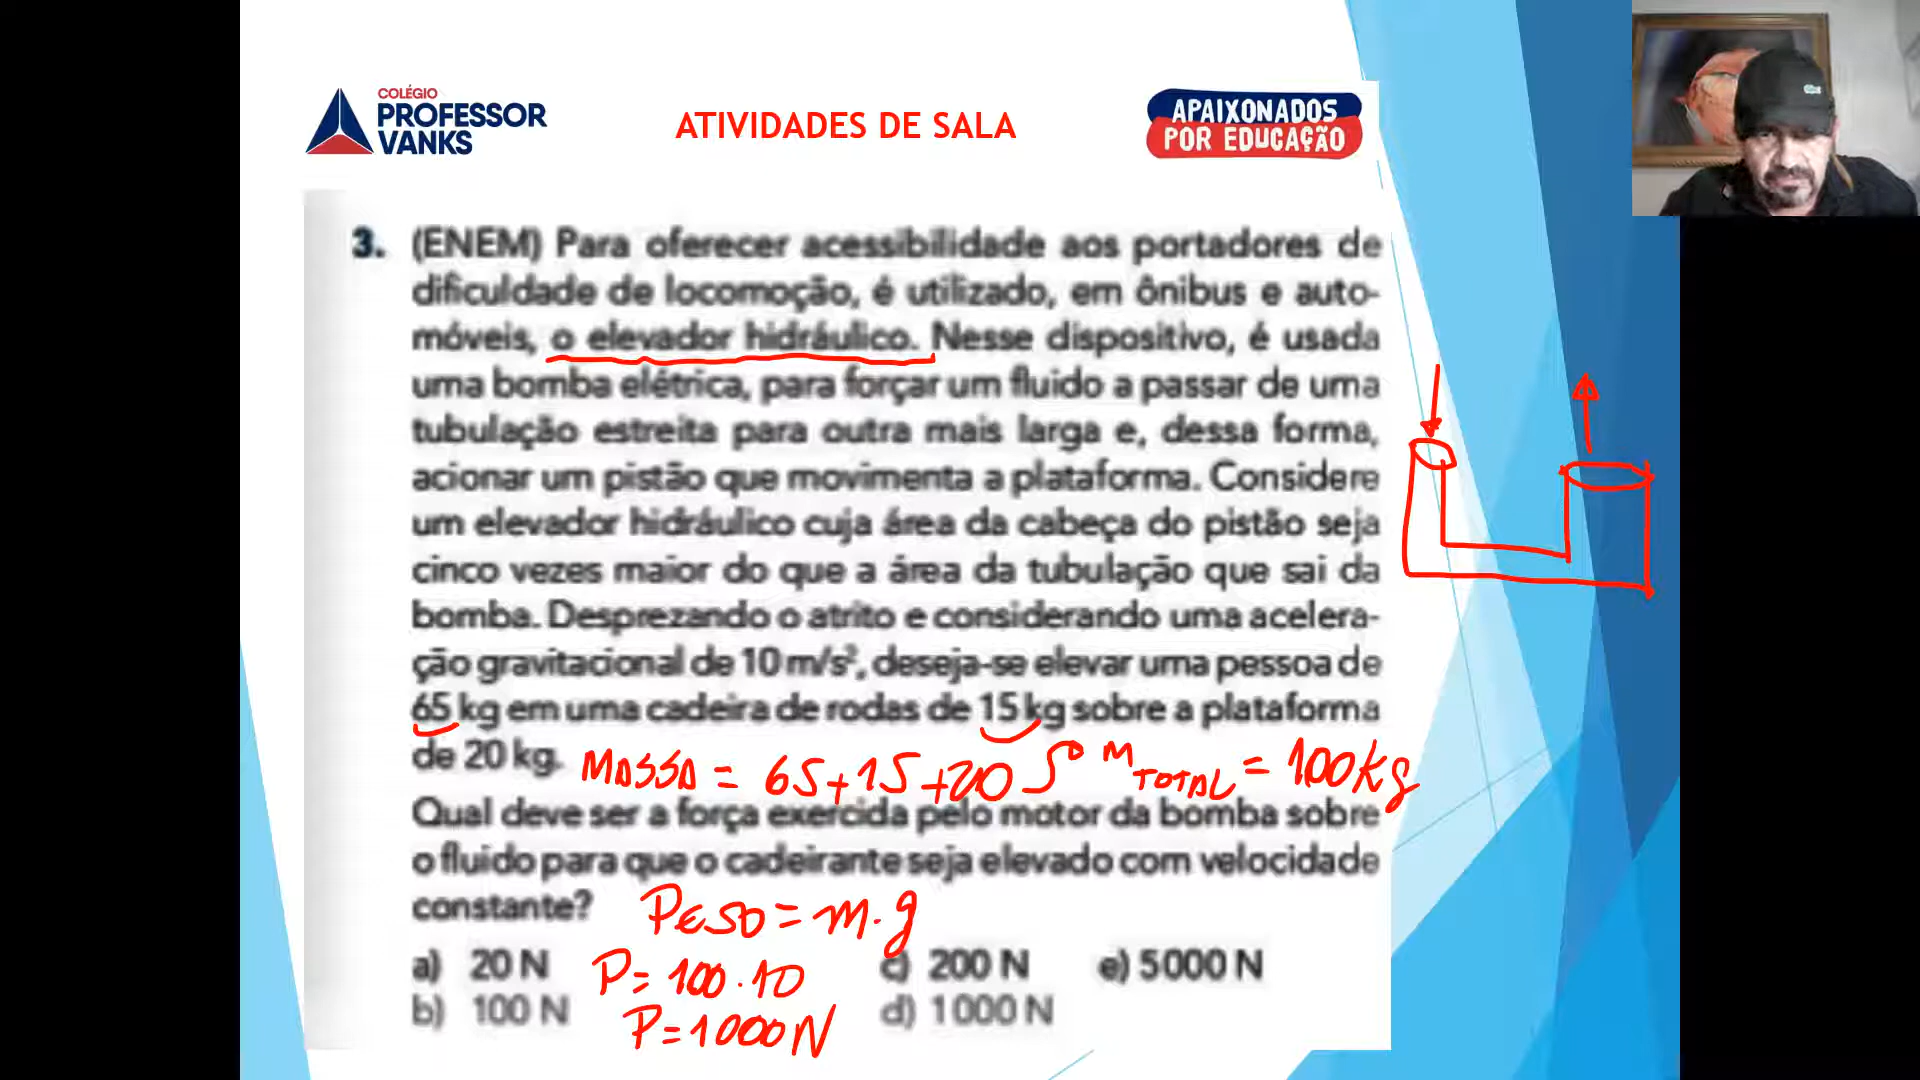 COLÉGIO
PROFESSOR
VANKS
ATIVIDADES DE SALA
APAIXONADOS
POR EDUCAÇÃO
3. (ENEM) Para oferecer acessibilidade aos portadores de
dificuldade de locomoção, é utilizado, em ônibus e auto-
móveis, o elevador hidráulico. Nesse dispositivo, é usada
uma bomba elétrica, para forçar um fluido a passar de uma
tubulação estreita para outra mais larga e, dessa forma,
acionar um pistão que movimenta a plataforma. Considere
um elevador hidráulico cuja área da cabeça do pistão seja
cinco vezes maior do que a área da tubulação que sai da
bomba. Desprezando o atrito e considerando uma acelera-
ção gravitacional de 10 m/s², deseja-se elevar uma pessoa de
65 kg em uma cadeira de rodas de 15 kg sobre a plataforma
de 20 kg.
MASSA = 65+15+20 M TOTAL = 100kg
Qual deve ser a força exercida pelo motor da bomba sobre
o fluido para que o cadeirante seja elevado com velocidade
constante?
PESO = m.g
a) 20 N
P = 100.10
c) 200 N
e) 5000 N
b) 100 N
P = 1000N
d) 1000 N